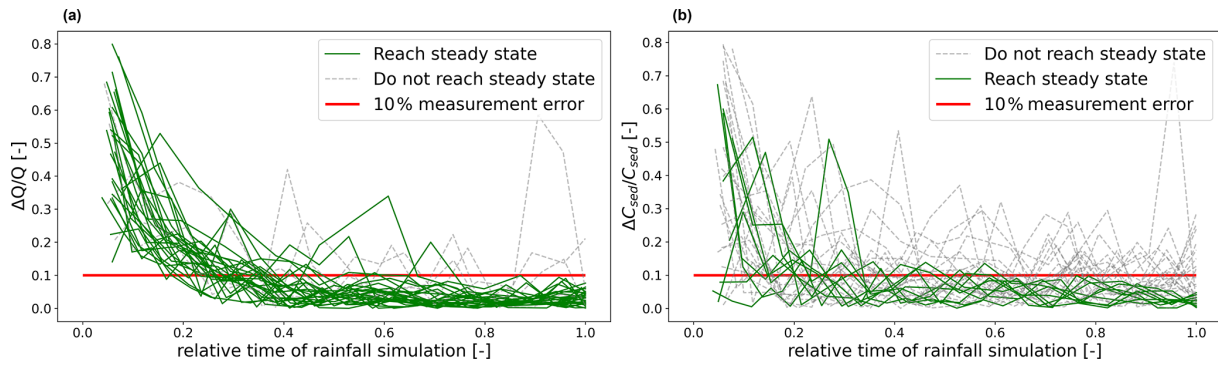 (a)
ΔQ/Q [-]
0.8
0.7
0.6
0.5
0.4
0.3
0.2
0.1
0.0
Reach steady state
Do not reach steady state
10% measurement error
0.0 0.2 0.4 0.6 0.8 1.0
relative time of rainfall simulation [-]
(b)
ΔC_sed/C_sed [-]
0.8
0.7
0.6
0.5
0.4
0.3
0.2
0.1
0.0
Do not reach steady state
Reach steady state
10% measurement error
0.0 0.2 0.4 0.6 0.8 1.0
relative time of rainfall simulation [-]